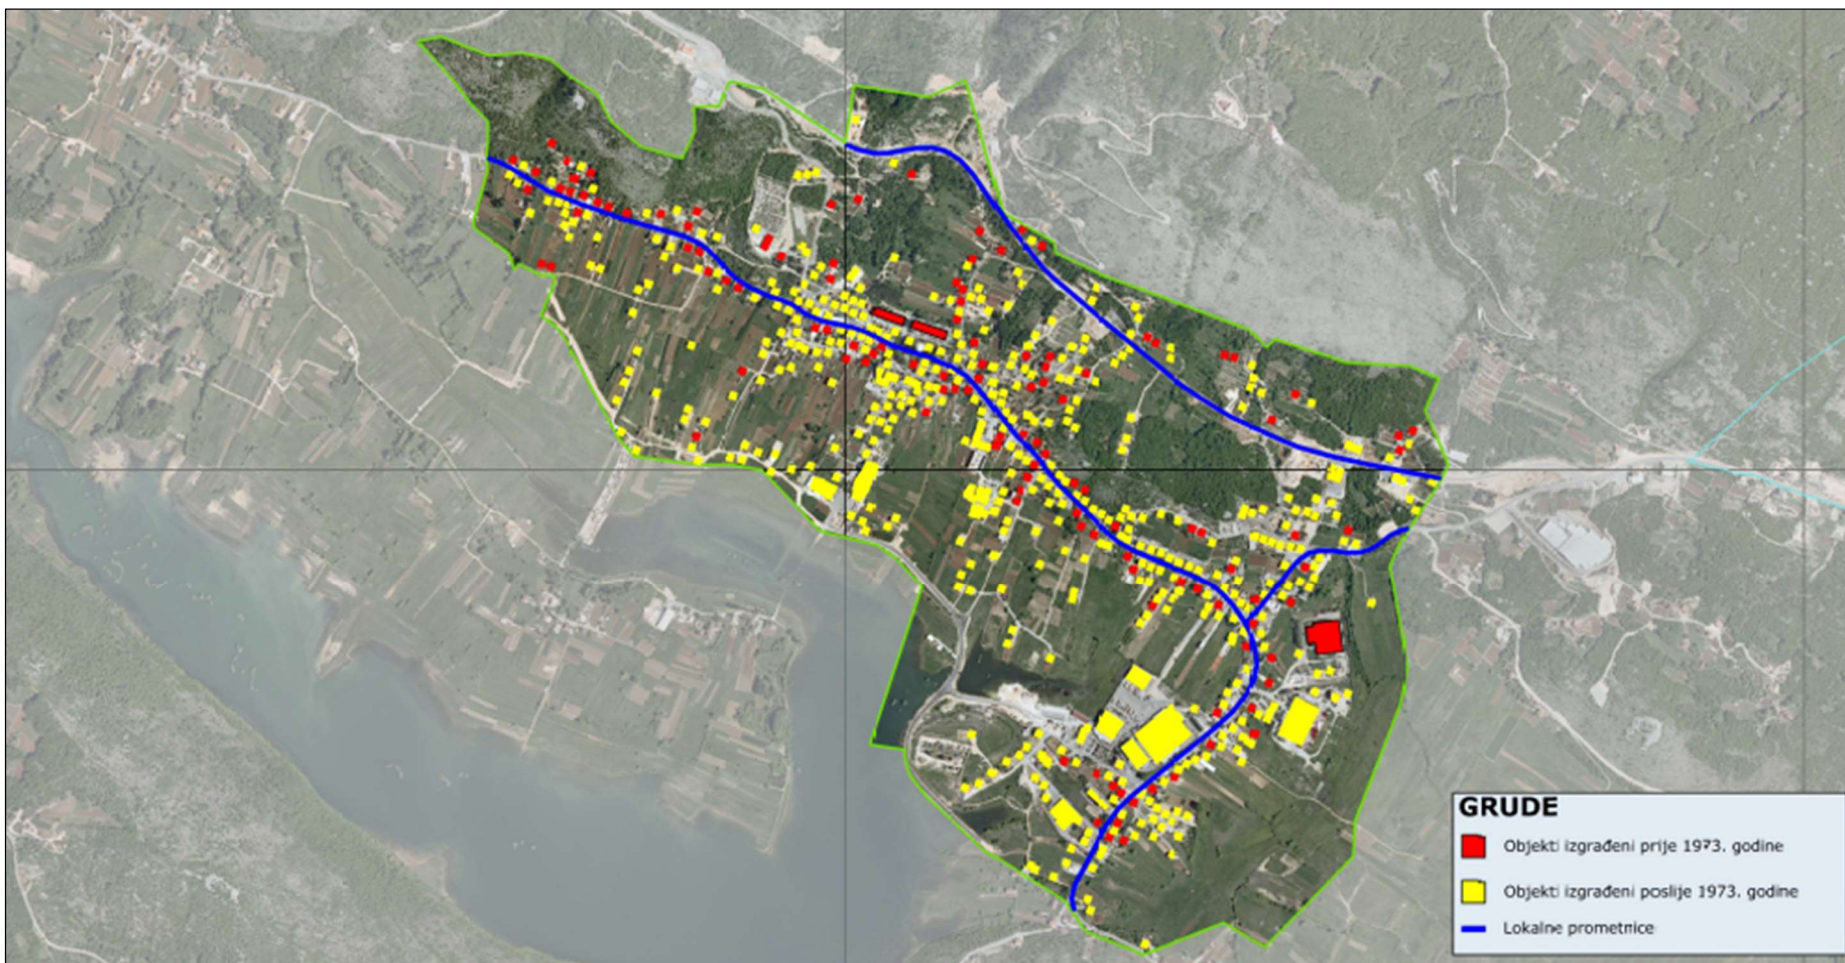 GRUDE
Objekti izgrađeni prije 1973. godine
Objekti izgrađeni poslije 1973. godine
Lokalne prometnice